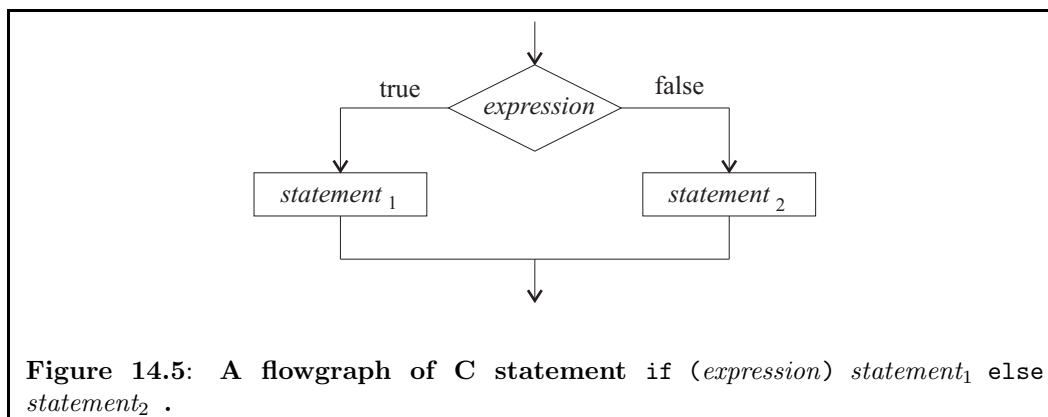 true
false
expression
statement 1
statement 2
Figure 14.5: A flowgraph of C statement if (expression) statement1 else
statement2 .